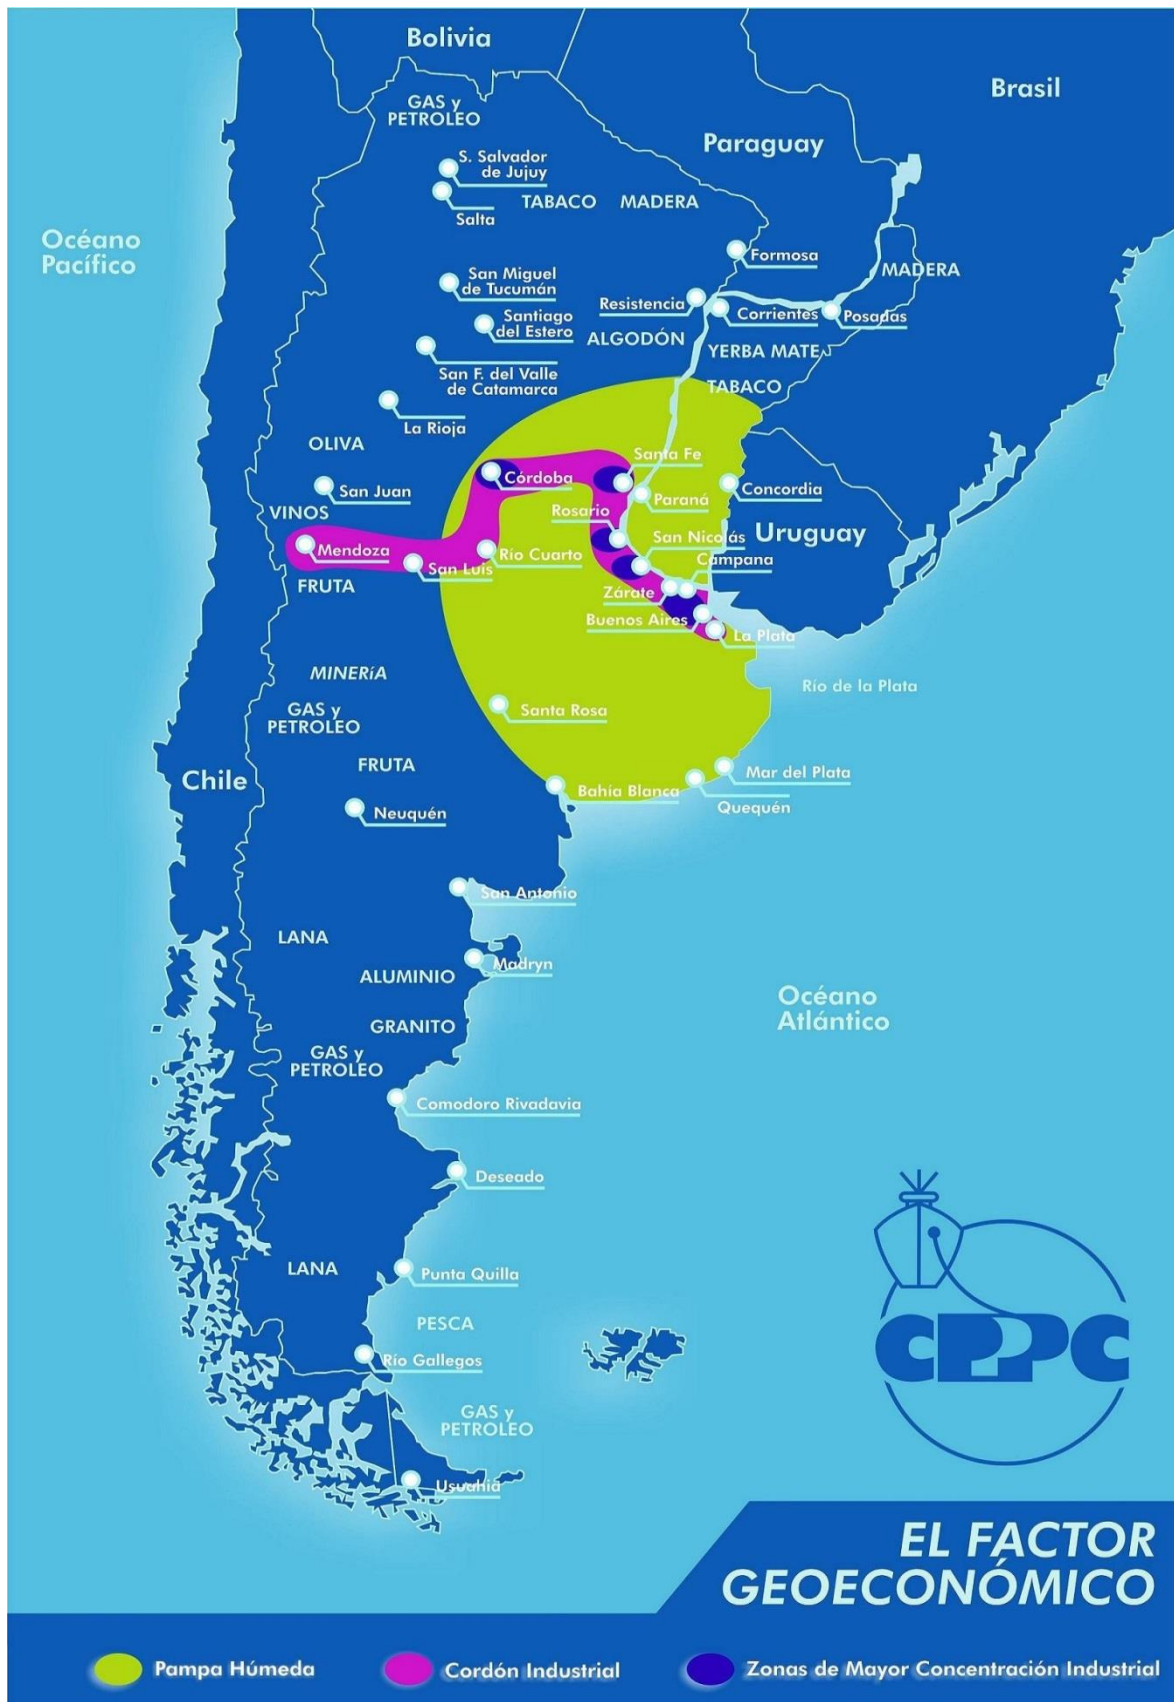 Bolivia
Brasil
GAS y
PETROLEO
Paraguay
S. Salvador
de Jujuy
TABACO
MADERA
Salta
Océano
Pacífico
Formosa
MADERA
San Miguel
de Tucumán
Resistencia
Corrientes
Posadas
Santiago
del Estero
ALGODÓN
YERBA MATE
San F. del Valle
de Catamarca
TABACO
La Rioja
OLIVA
Santa Fe
Córdoba
San Juan
Paraná
Concordia
VINOS
Rosario
Uruguay
San Nicolás
Mendoza
Río Cuarto
San Luis
Campana
FRUTA
Zárate
Buenos Aires
La Plata
MINERíA
Río de la Plata
GAS y
PETROLEO
Santa Rosa
FRUTA
Mar del Plata
Chile
Bahía Blanca
Quequén
Neuquén
San Antonio
LANA
Madryn
ALUMINIO
Océano
Atlántico
GRANITO
GAS y
PETROLEO
Comodoro Rivadavia
Deseado
LANA
Punta Quilla
PESCA
CPPC
Río Gallegos
GAS y
PETROLEO
Usuahia
EL FACTOR
GEOECONÓMICO
Pampa Húmeda
Cordón Industrial
Zonas de Mayor Concentración Industrial